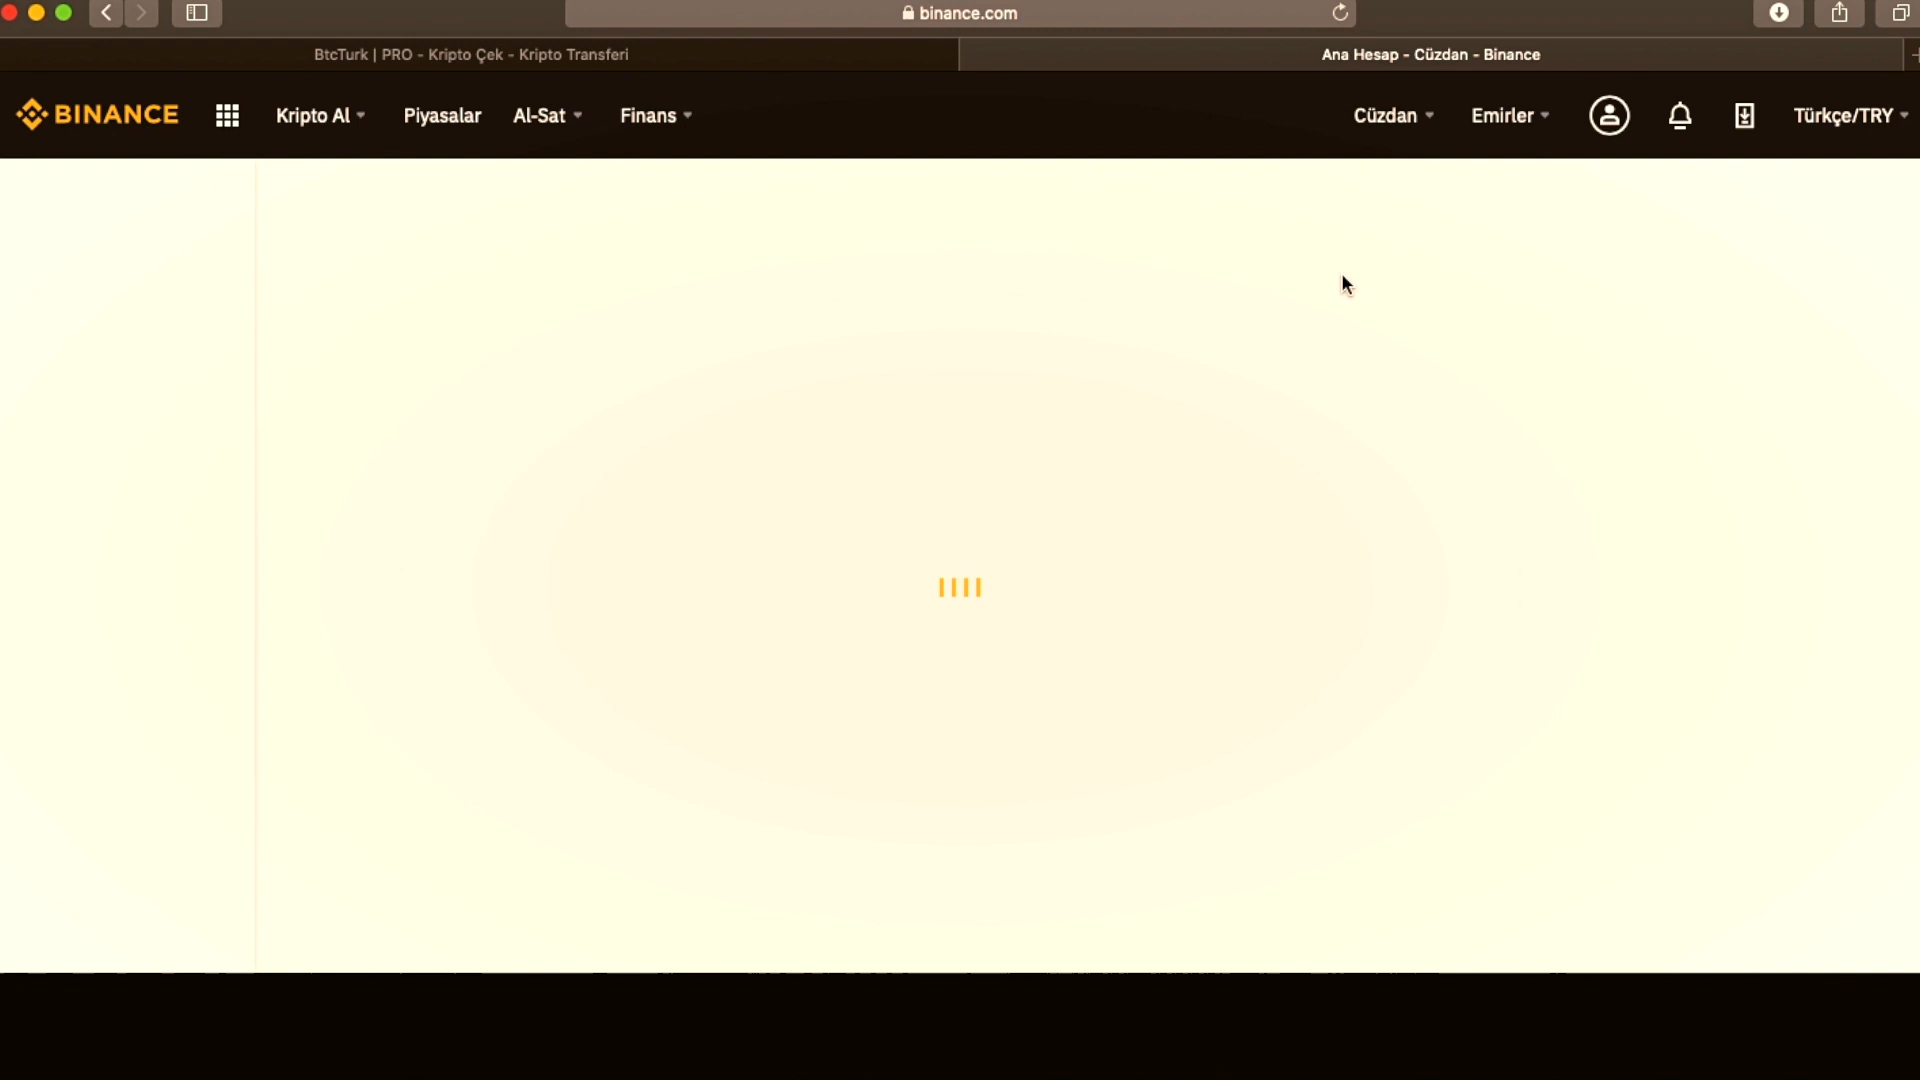 binance.com
BtcTurk | PRO - Kripto Çek - Kripto Transferi
Ana Hesap - Cüzdan - Binance
BINANCE
Kripto Al
Piyasalar
Al-Sat
Finans
Cüzdan
Emirler
Türkçe/TRY